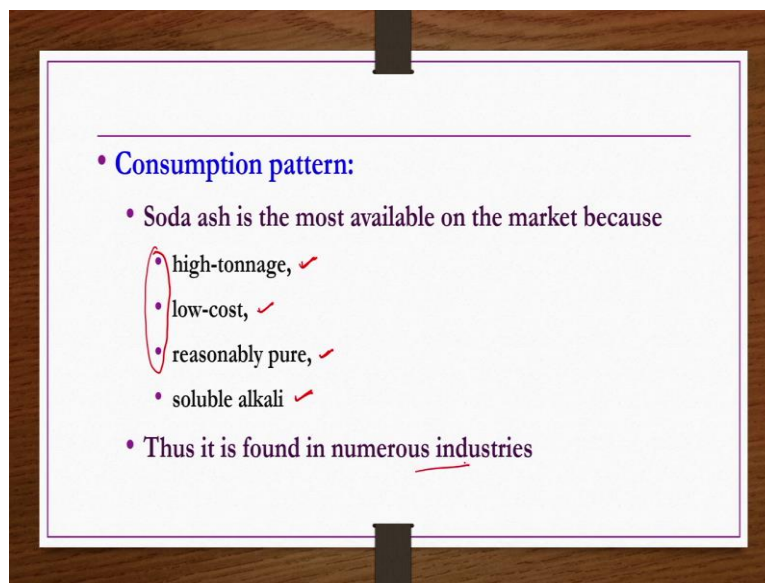 • Consumption pattern:
• Soda ash is the most available on the market because
• high-tonnage,
• low-cost,
• reasonably pure,
• soluble alkali
• Thus it is found in numerous industries